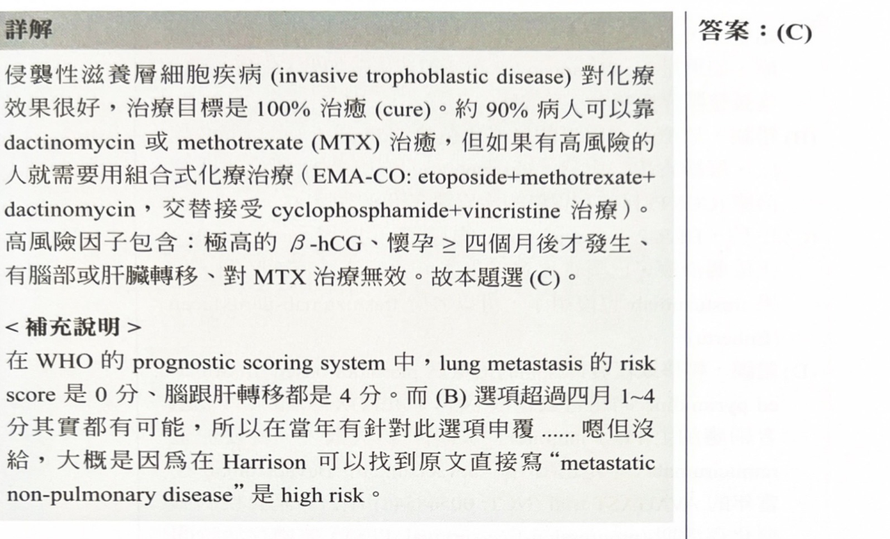 詳解
侵襲性滋養層細胞疾病 (invasive trophoblastic disease) 對化療
效果很好，治療目標是 100% 治癒 (cure)。約 90% 病人可以靠
dactinomycin 或 methotrexate (MTX) 治癒，但如果有高風險的
人就需要用組合式化療治療（EMA-CO: etoposide+methotrexate+
dactinomycin，交替接受 cyclophosphamide+vincristine 治療）。
高風險因子包含：極高的 β-hCG、懷孕 ≥ 四個月後才發生、
有腦部或肝臟轉移、對 MTX 治療無效。故本題選 (C)。
< 補充說明 >
在 WHO 的 prognostic scoring system 中，lung metastasis 的 risk
score 是 0 分、腦跟肝轉移都是 4 分。而 (B) 選項超過四月 1~4
分其實都有可能，所以在當年有針對此選項申覆 ...... 嗯但沒
給，大概是因爲在 Harrison 可以找到原文直接寫 “metastatic
non-pulmonary disease” 是 high risk。
答案：(C)